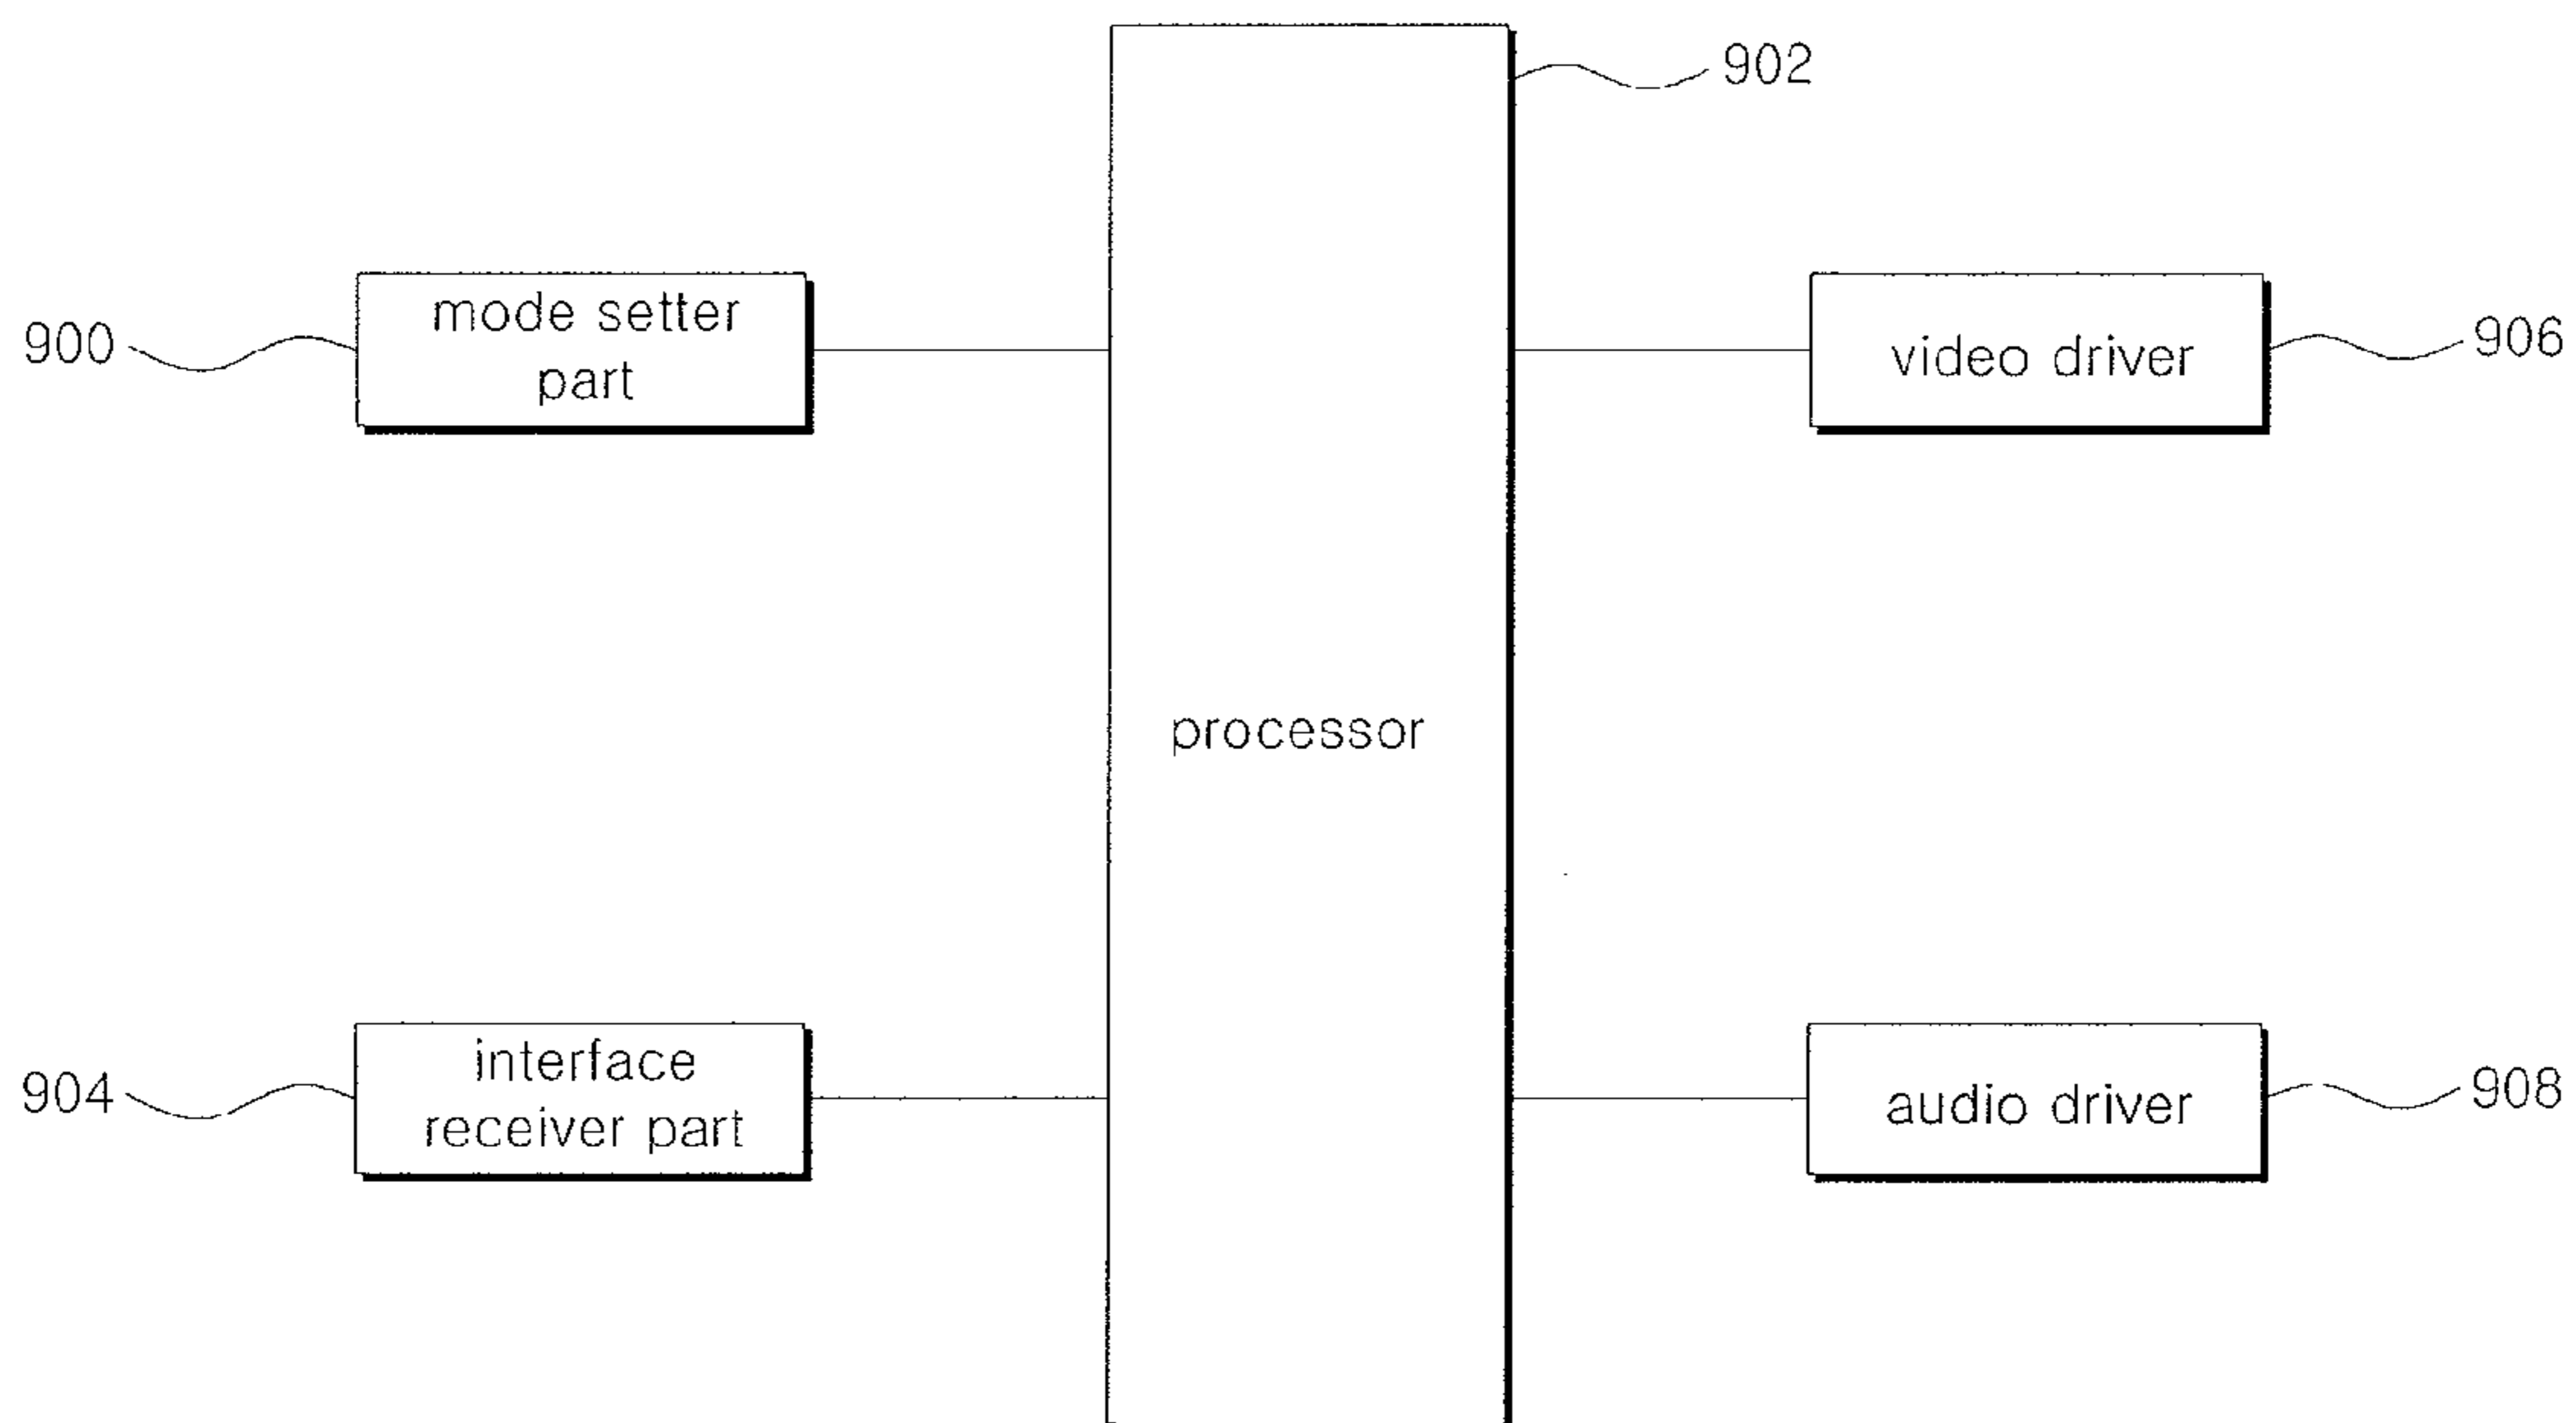 902
mode setter
part
900
video driver
906
processor
interface
receiver part
904
audio driver
908